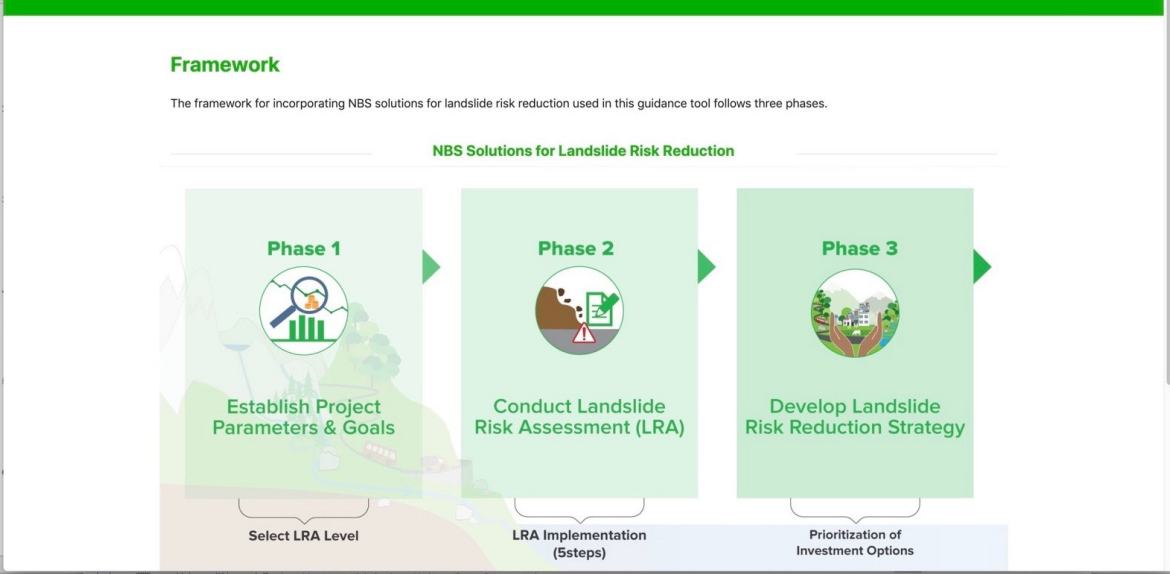 Framework
The framework for incorporating NBS solutions for landslide risk reduction used in this guidance tool follows three phases.
NBS Solutions for Landslide Risk Reduction
Phase 1
Establish Project
Parameters & Goals
Select LRA Level
Phase 2
Conduct Landslide
Risk Assessment (LRA)
LRA Implementation
(5steps)
Phase 3
Develop Landslide
Risk Reduction Strategy
Prioritization of
Investment Options